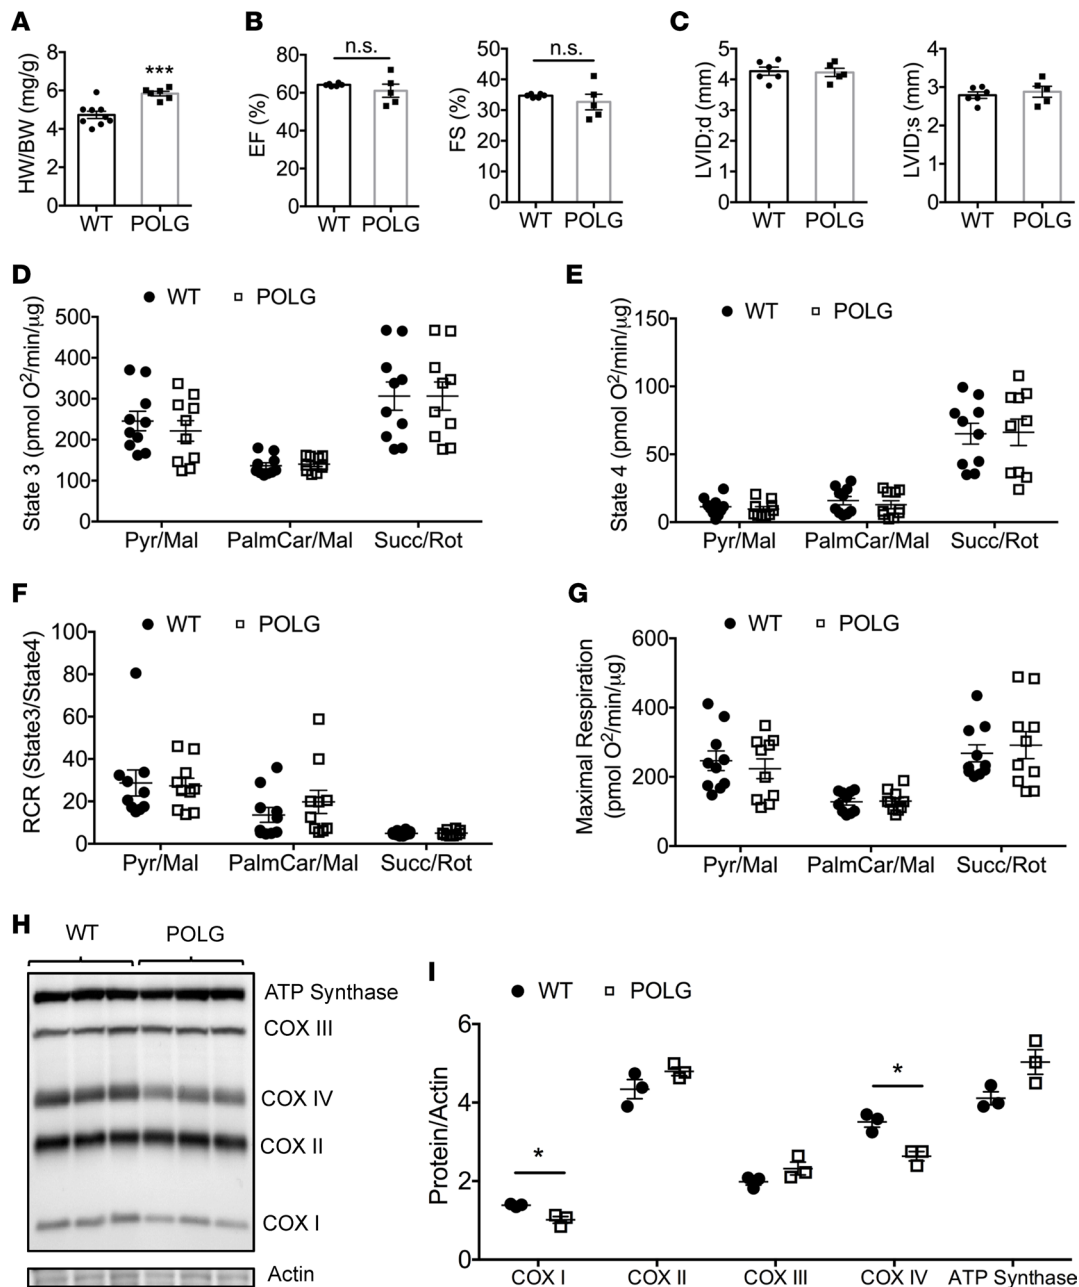 A
HW/BW (mg/g)
8
6
4
2
0
***
WT POLG
B
EF (%)
80
60
40
20
0
n.s.
WT POLG
FS (%)
50
40
30
20
10
0
n.s.
WT POLG
C
LVID;d (mm)
5
4
3
2
1
0
WT POLG
LVID;s (mm)
4
3
2
1
0
WT POLG
D
WT POLG
State 3 (pmol O²/min/µg)
500
400
300
200
100
0
Pyr/Mal PalmCar/Mal Succ/Rot
E
WT POLG
State 4 (pmol O²/min/µg)
150
100
50
0
Pyr/Mal PalmCar/Mal Succ/Rot
F
WT POLG
RCR (State3/State4)
100
80
60
40
20
0
Pyr/Mal PalmCar/Mal Succ/Rot
G
WT POLG
Maximal Respiration
(pmol O²/min/µg)
600
400
200
0
Pyr/Mal PalmCar/Mal Succ/Rot
H
WT POLG
ATP Synthase
COX III
COX IV
COX II
COX I
Actin
I
WT POLG
Protein/Actin
6
4
2
0
*
*
COX I COX II COX III COX IV ATP Synthase